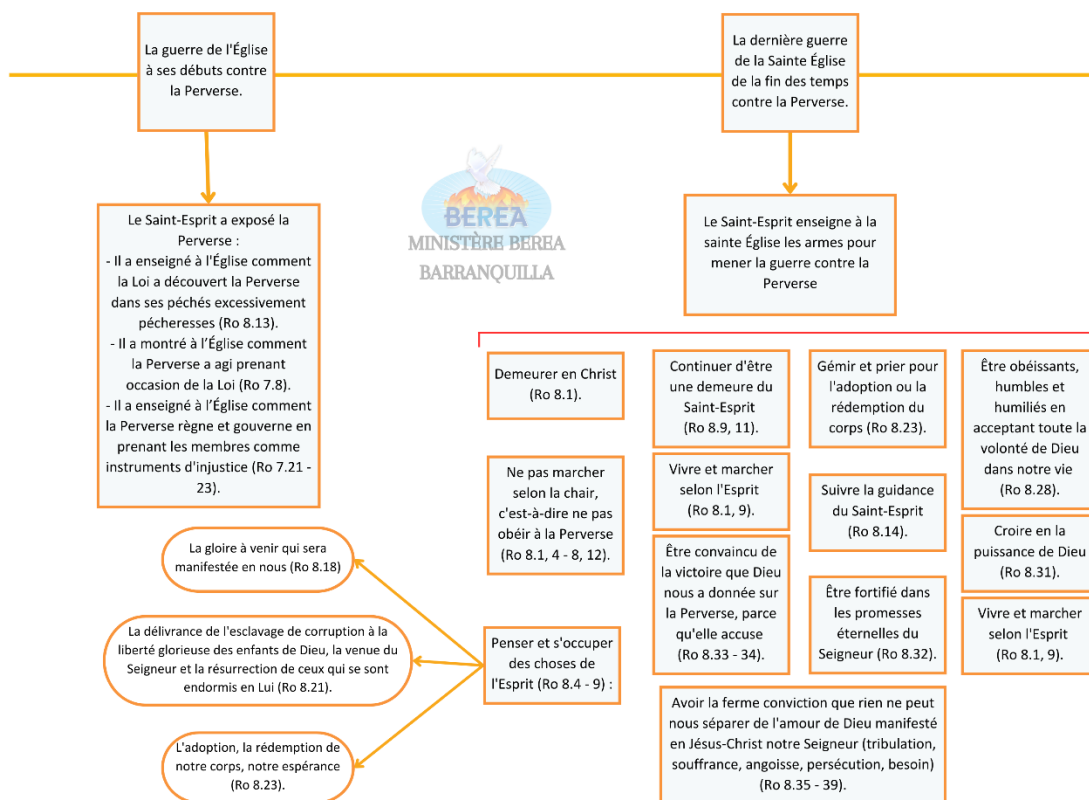 La guerre de l'Église
à ses débuts contre
la Perverse.
La dernière guerre
de la Sainte Église
de la fin des temps
contre la Perverse.
Le Saint-Esprit a exposé la
Perverse :
- Il a enseigné à l'Église comment
la Loi a découvert la Perverse
dans ses péchés excessivement
pécheresses (Ro 8.13).
- Il a montré à l’Église comment
la Perverse a agi prenant
occasion de la Loi (Ro 7.8).
- Il a enseigné à l’Église comment
la Perverse règne et gouverne en
prenant les membres comme
instruments d'injustice (Ro 7.21 -
23).
BEREA
MINISTÈRE BEREA
BARRANQUILLA
Le Saint-Esprit enseigne à la
sainte Église les armes pour
mener la guerre contre la
Perverse
Demeurer en Christ
(Ro 8.1).
Ne pas marcher
selon la chair,
c'est-à-dire ne pas
obéir à la Perverse
(Ro 8.1, 4 - 8, 12).
Penser et s'occuper
des choses de
l'Esprit (Ro 8.4 - 9) :
La gloire à venir qui sera
manifestée en nous (Ro 8.18)
La délivrance de l'esclavage de corruption à la
liberté glorieuse des enfants de Dieu, la venue du
Seigneur et la résurrection de ceux qui se sont
endormis en Lui (Ro 8.21).
L'adoption, la rédemption de
notre corps, notre espérance
(Ro 8.23).
Continuer d'être
une demeure du
Saint-Esprit
(Ro 8.9, 11).
Vivre et marcher
selon l'Esprit
(Ro 8.1, 9).
Être convaincu de
la victoire que Dieu
nous a donnée sur
la Perverse, parce
qu'elle accuse
(Ro 8.33 - 34).
Gémir et prier pour
l'adoption ou la
rédemption du
corps (Ro 8.23).
Suivre la guidance
du Saint-Esprit
(Ro 8.14).
Être fortifié dans
les promesses
éternelles du
Seigneur (Ro 8.32).
Être obéissants,
humbles et
humiliés en
acceptant toute la
volonté de Dieu
dans notre vie
(Ro 8.28).
Croire en la
puissance de Dieu
(Ro 8.31).
Vivre et marcher
selon l'Esprit
(Ro 8.1, 9).
Avoir la ferme conviction que rien ne peut
nous séparer de l'amour de Dieu manifesté
en Jésus-Christ notre Seigneur (tribulation,
souffrance, angoisse, persécution, besoin)
(Ro 8.35 - 39).